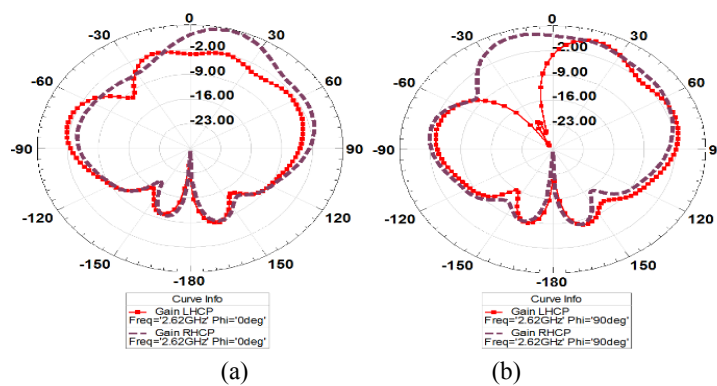 0
-30
30
-2.00
-60
60
-9.00
-16.00
-23.00
-90
90
-120
120
-150
150
-180
Curve Info
Gain LHCP
Freq='2.62GHz' Phi='0deg'
Gain RHCP
Freq='2.62GHz' Phi='0deg'
(a)
0
-30
30
-2.00
-60
60
-9.00
-16.00
-23.00
-90
9
-120
120
-150
150
-180
Curve Info
Gain LHCP
Freq='2.62GHz' Phi='90deg'
Gain RHCP
Freq='2.62GHz' Phi='90deg'
(b)